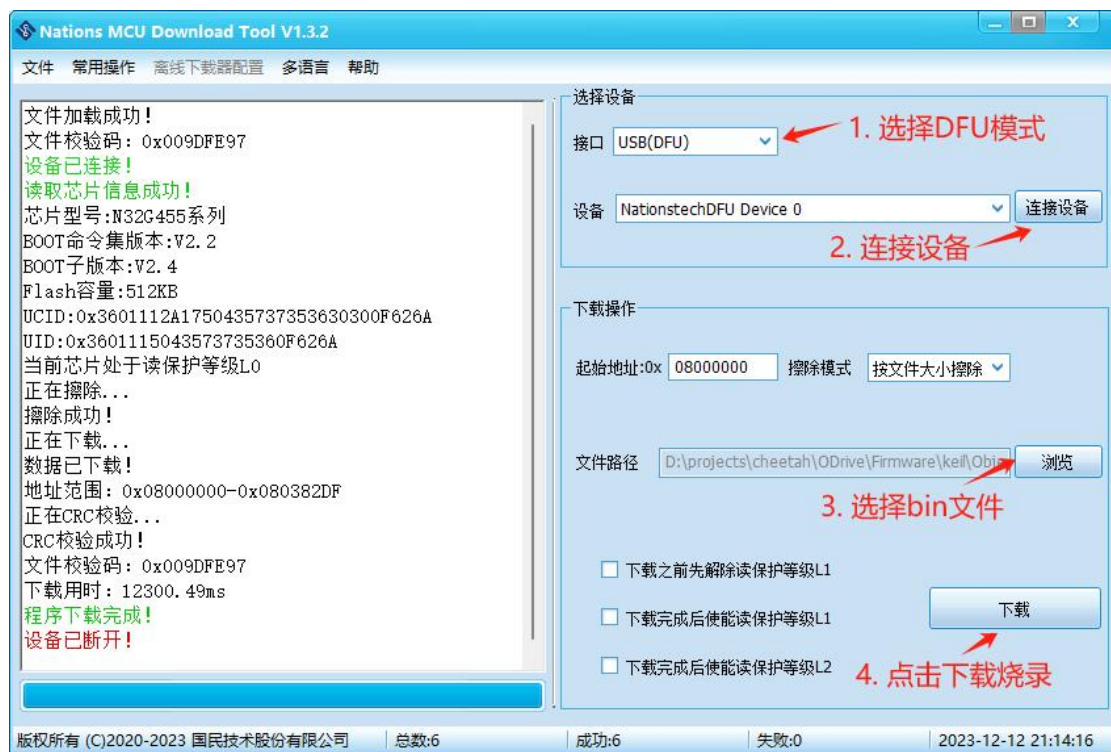 Nations MCU Download Tool V1.3.2
文件 常用操作 离线下载器配置 多语言 帮助
文件加载成功!
文件校验码: 0x009DFE97
设备已连接!
读取芯片信息成功!
芯片型号:N32G455系列
BOOT命令集版本:V2.2
BOOT子版本:V2.4
Flash容量:512KB
UCID:0x3601112A1750435737353630300F626A
UID:0x3601115043573735360F626A
当前芯片处于读保护等级L0
正在擦除...
擦除成功!
正在下载...
数据已下载!
地址范围: 0x08000000-0x080382DF
正在CRC校验...
CRC校验成功!
文件校验码: 0x009DFE97
下载用时: 12300.49ms
程序下载完成!
设备已断开!
选择设备
接口 USB(DFU)
1. 选择DFU模式
设备 NationstechDFU Device 0 连接设备
2. 连接设备
下载操作
起始地址:0x 08000000 擦除模式 按文件大小擦除
文件路径 D:\projects\cheetah\ODrive\Firmware\keil\Obje 浏览
3. 选择bin文件
下载之前先解除读保护等级L1
下载完成后使能读保护等级L1
下载
下载完成后使能读保护等级L2
4. 点击下载烧录
版权所有 (C)2020-2023 国民技术股份有限公司 总数:6 成功:6 失败:0 2023-12-12 21:14:16